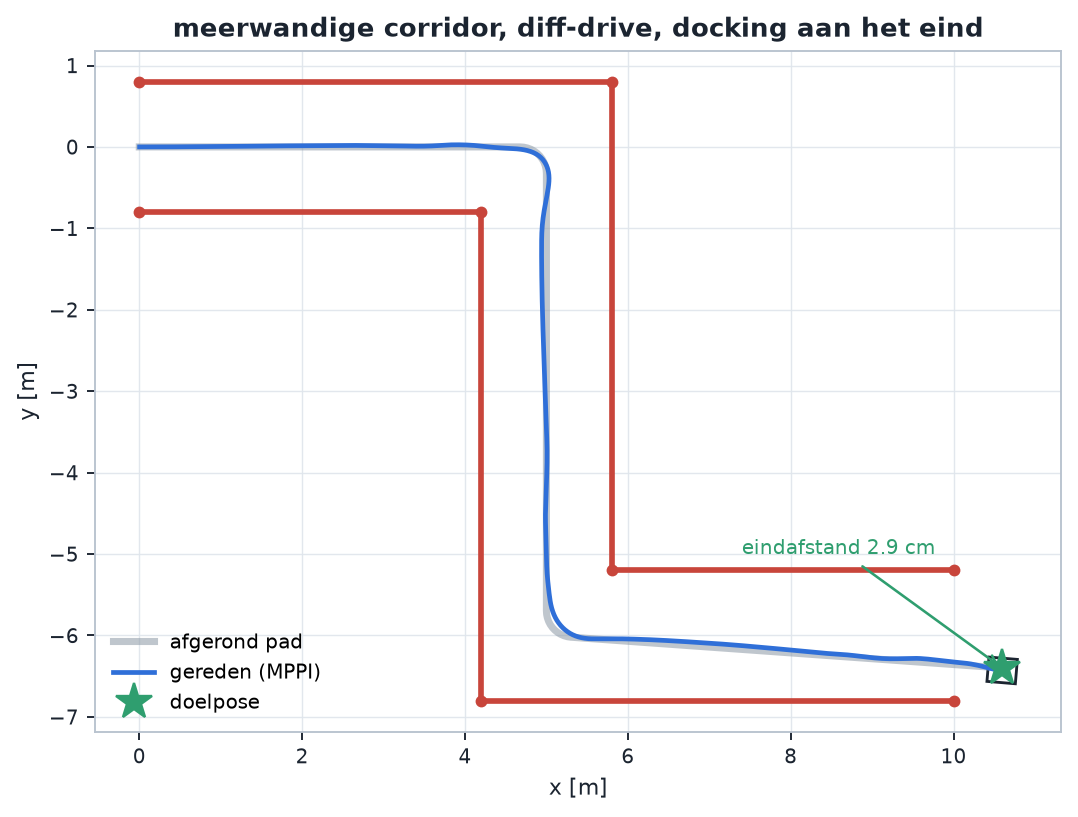 meerwandige corridor, diff-drive, docking aan het eind
1
0
−1
−2
−3
−4
−5
−6
−7
y [m]
eindafstand 2.9 cm
afgerond pad
gereden (MPPI)
doelpose
0
2
4
6
8
10
x [m]